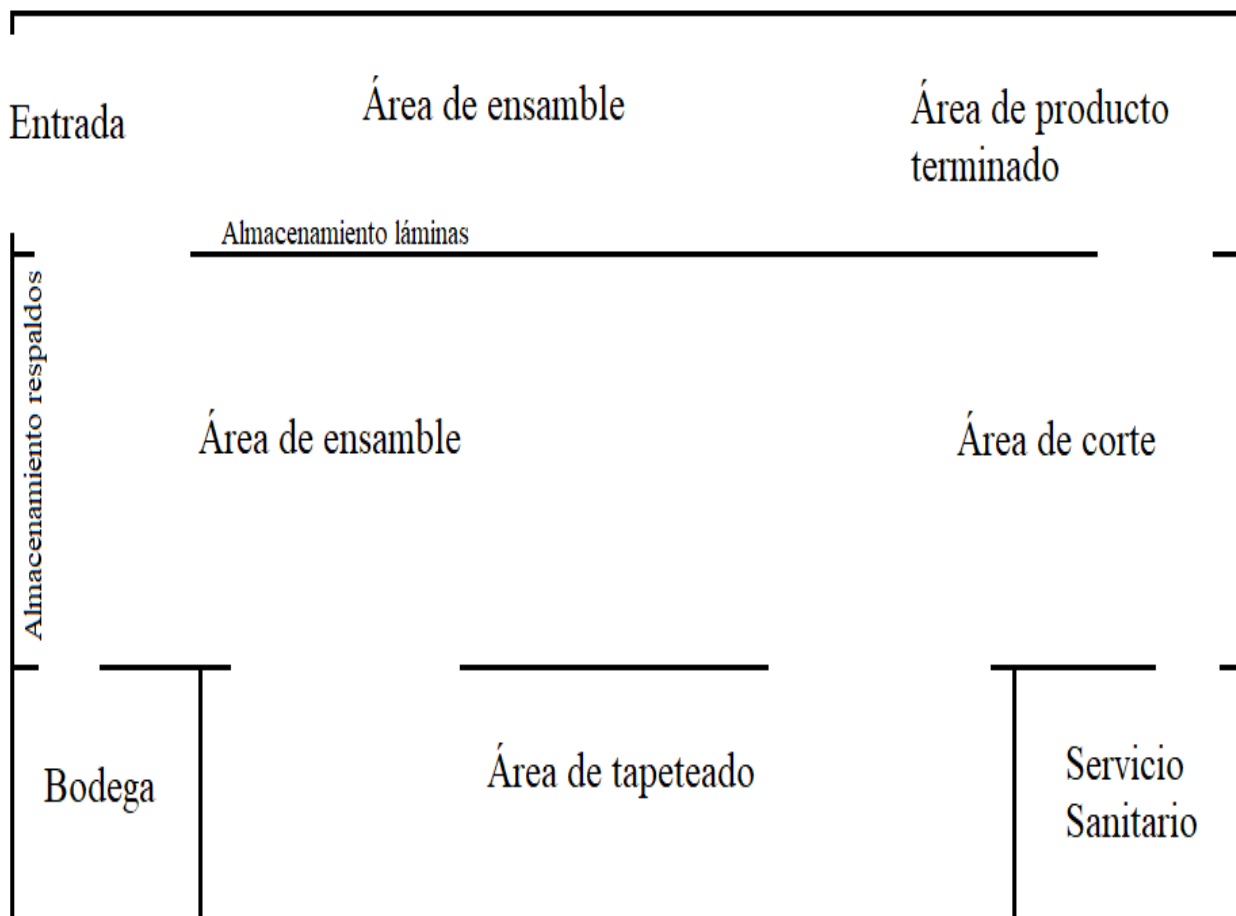 Entrada
Área de ensamble
Área de producto
terminado
Almacenamiento láminas
Almacenamiento respaldos
Área de ensamble
Área de corte
Bodega
Área de tapeteado
Servicio
Sanitario